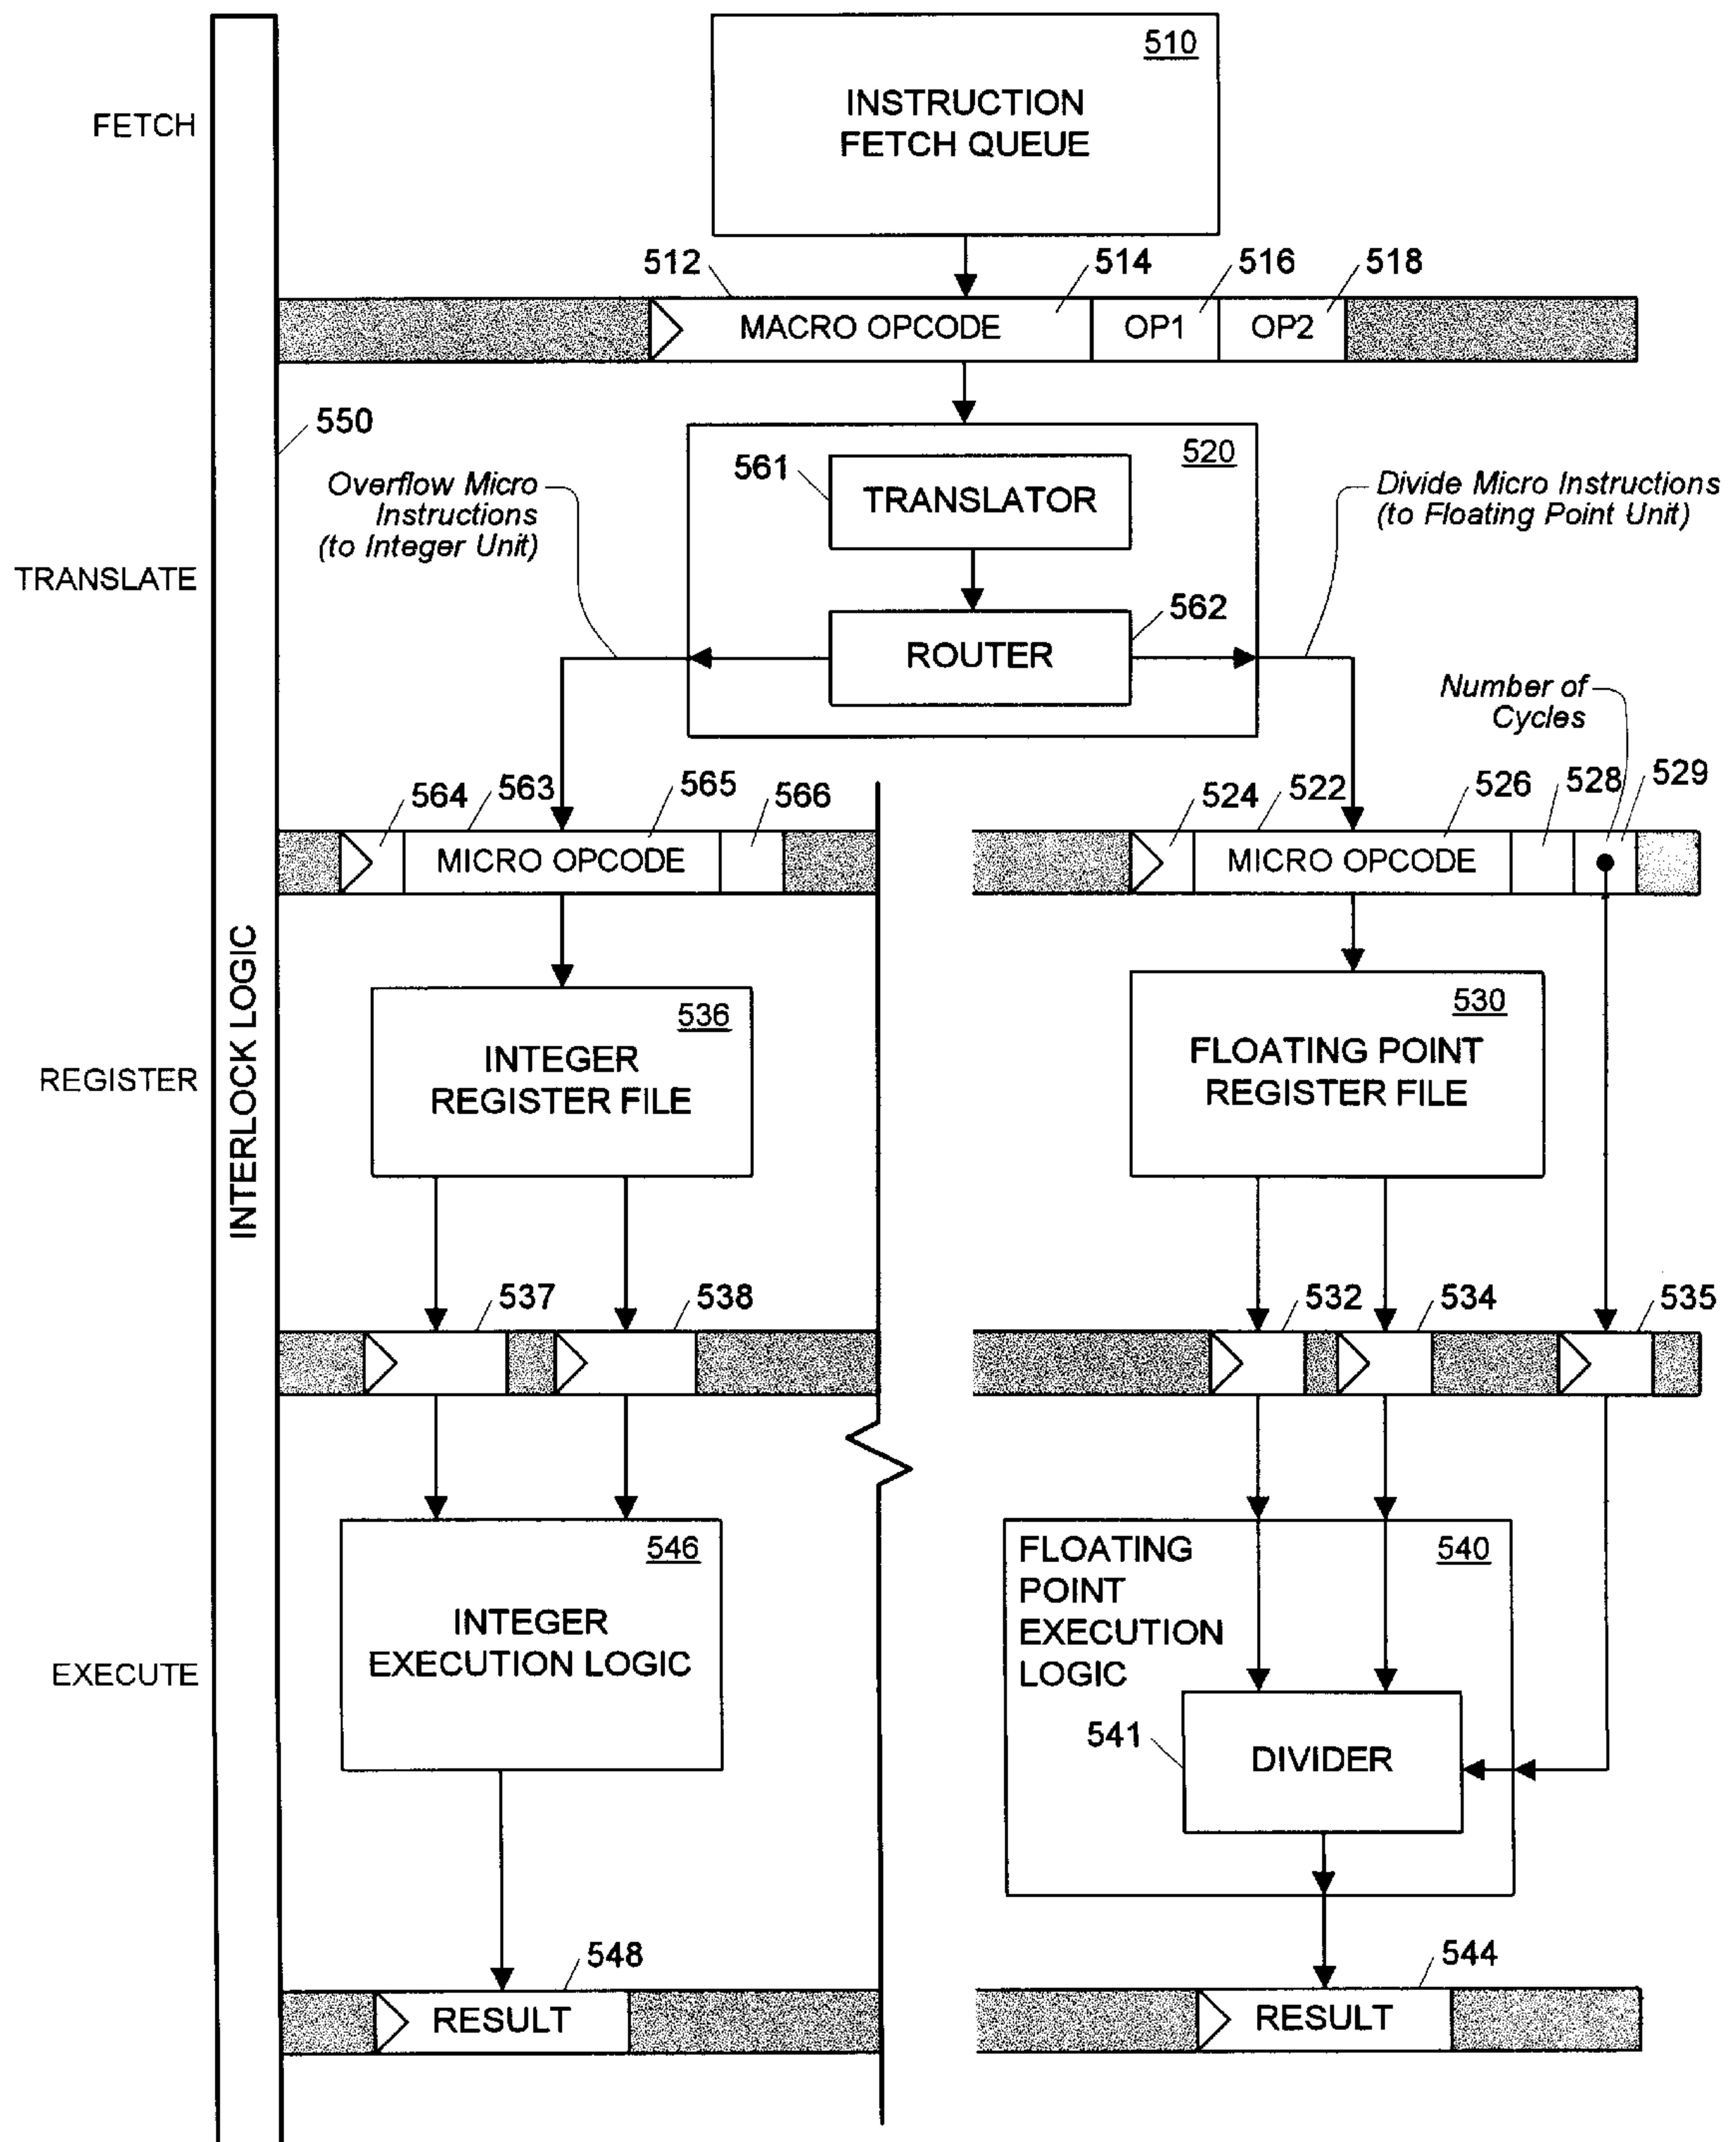 510
INSTRUCTION
FETCH QUEUE
FETCH
512
514
516
518
MACRO OPCODE
OP1
OP2
550
520
561
TRANSLATOR
Overflow Micro
Instructions
(to Integer Unit)
Divide Micro Instructions
(to Floating Point Unit)
TRANSLATE
562
ROUTER
Number of
Cycles
564
563
565
566
524
522
526
528
529
MICRO OPCODE
MICRO OPCODE
INTERLOCK LOGIC
536
INTEGER
REGISTER FILE
530
FLOATING POINT
REGISTER FILE
REGISTER
537
538
532
534
535
546
INTEGER
EXECUTION LOGIC
FLOATING
POINT
EXECUTION
LOGIC
540
EXECUTE
541
DIVIDER
548
544
RESULT
RESULT